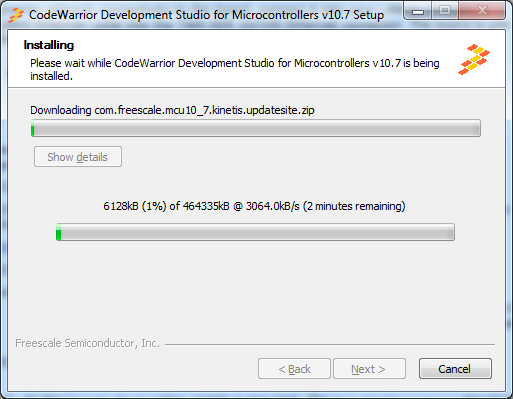 CodeWarrior Development Studio for Microcontrollers v10.7 Setup
Installing
Please wait while CodeWarrior Development Studio for Microcontrollers v10.7 is being
installed.
Downloading com.freescale.mcu10_7.kinetis.updatesite.zip
Show details
6128kB (1%) of 464335kB @ 3064.0kB/s (2 minutes remaining)
Freescale Semiconductor, Inc.
< Back Next > Cancel